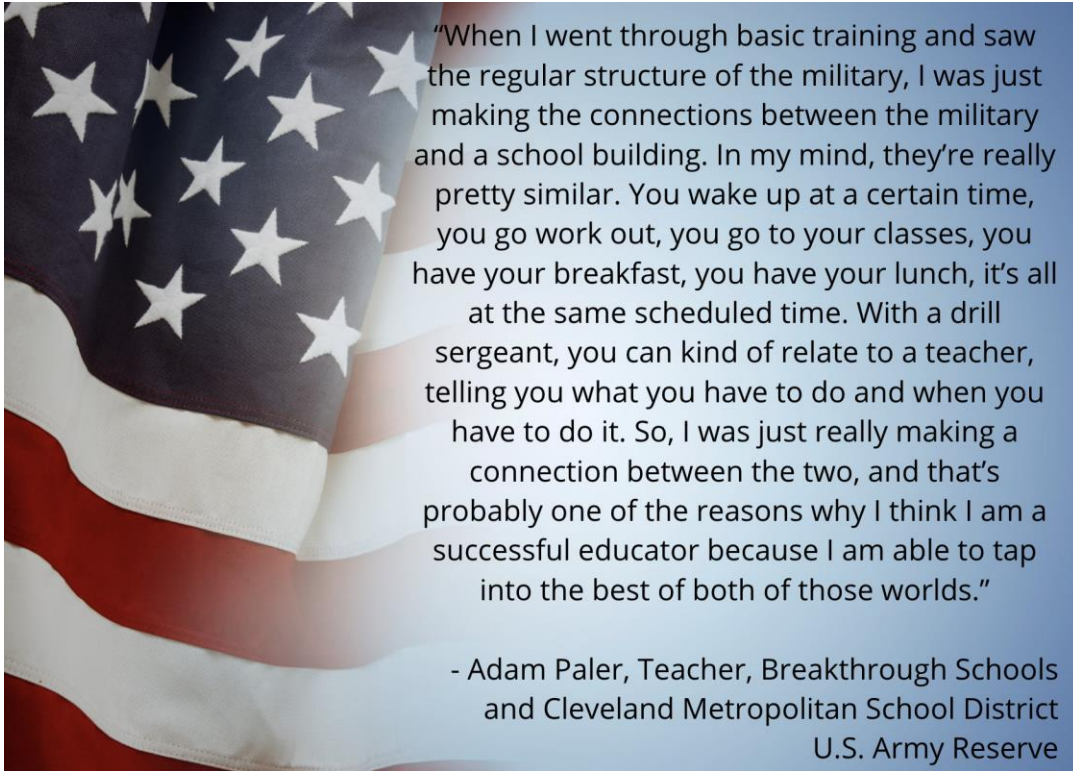 “When I went through basic training and saw
the regular structure of the military, I was just
making the connections between the military
and a school building. In my mind, they’re really
pretty similar. You wake up at a certain time,
you go work out, you go to your classes, you
have your breakfast, you have your lunch, it’s all
at the same scheduled time. With a drill
sergeant, you can kind of relate to a teacher,
telling you what you have to do and when you
have to do it. So, I was just really making a
connection between the two, and that’s
probably one of the reasons why I think I am a
successful educator because I am able to tap
into the best of both of those worlds.”
- Adam Paler, Teacher, Breakthrough Schools
and Cleveland Metropolitan School District
U.S. Army Reserve